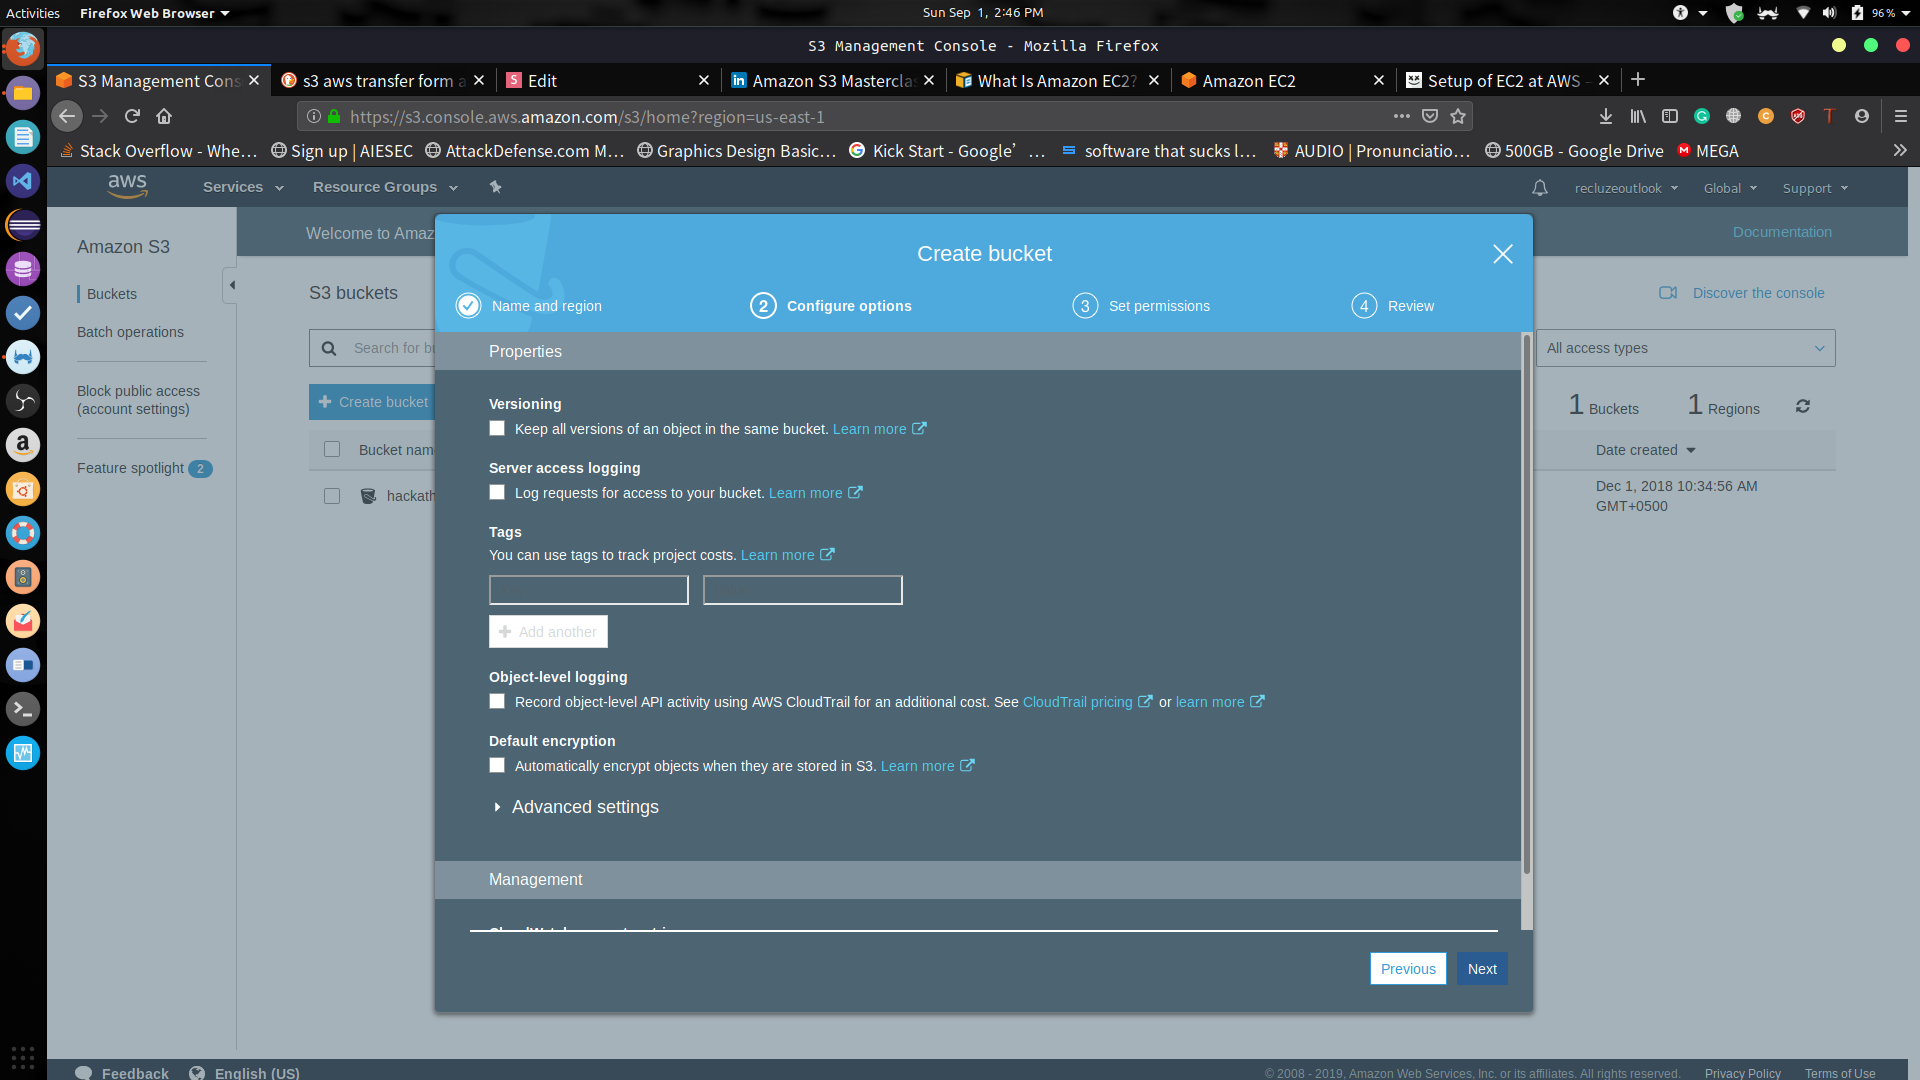 Activities Firefox Web Browser Sun Sep 1, 2:46 PM 96 %
S3 Management Console - Mozilla Firefox
S3 Management Cons s3 aws transfer form a Edit Amazon S3 Masterclas What Is Amazon EC2? Amazon EC2 Setup of EC2 at AWS -
https://s3.console.aws.amazon.com/s3/home?region=us-east-1
Stack Overflow - Whe… Sign up | AIESEC AttackDefense.com M… Graphics Design Basic… Kick Start - Google’ … software that sucks l… AUDIO | Pronunciatio… 500GB - Google Drive MEGA
aws Services Resource Groups recluzeoutlook Global Support
Amazon S3
Buckets
Batch operations
Block public access
(account settings)
Feature spotlight 2
Welcome to Amaz
Documentation
S3 buckets
Discover the console
Search for bu
All access types
Create bucket
1 Buckets 1 Regions
Bucket nam
Date created
hackath
Dec 1, 2018 10:34:56 AM
GMT+0500
Create bucket
Name and region 2 Configure options 3 Set permissions 4 Review
Properties
Versioning
Keep all versions of an object in the same bucket. Learn more
Server access logging
Log requests for access to your bucket. Learn more
Tags
You can use tags to track project costs. Learn more
Add another
Object-level logging
Record object-level API activity using AWS CloudTrail for an additional cost. See CloudTrail pricing or learn more
Default encryption
Automatically encrypt objects when they are stored in S3. Learn more
Advanced settings
Management
Previous Next
Feedback English (US) © 2008 - 2019, Amazon Web Services, Inc. or its affiliates. All rights reserved. Privacy Policy Terms of Use